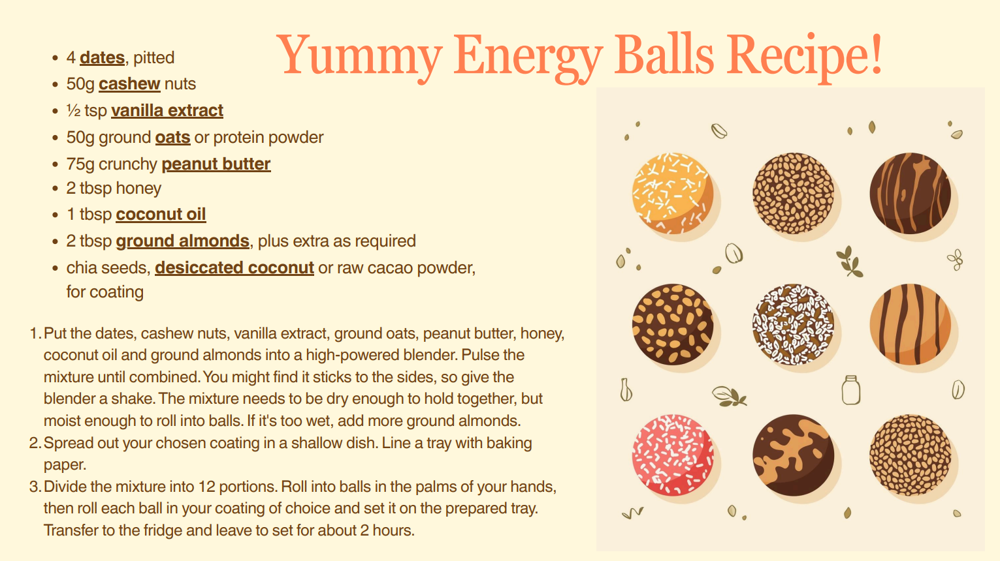 Yummy Energy Balls Recipe!
• 4 dates, pitted
• 50g cashew nuts
• ½ tsp vanilla extract
• 50g ground oats or protein powder
• 75g crunchy peanut butter
• 2 tbsp honey
• 1 tbsp coconut oil
• 2 tbsp ground almonds, plus extra as required
• chia seeds, desiccated coconut or raw cacao powder,
for coating
1. Put the dates, cashew nuts, vanilla extract, ground oats, peanut butter, honey,
coconut oil and ground almonds into a high-powered blender. Pulse the
mixture until combined. You might find it sticks to the sides, so give the
blender a shake. The mixture needs to be dry enough to hold together, but
moist enough to roll into balls. If it's too wet, add more ground almonds.
2. Spread out your chosen coating in a shallow dish. Line a tray with baking
paper.
3. Divide the mixture into 12 portions. Roll into balls in the palms of your hands,
then roll each ball in your coating of choice and set it on the prepared tray.
Transfer to the fridge and leave to set for about 2 hours.